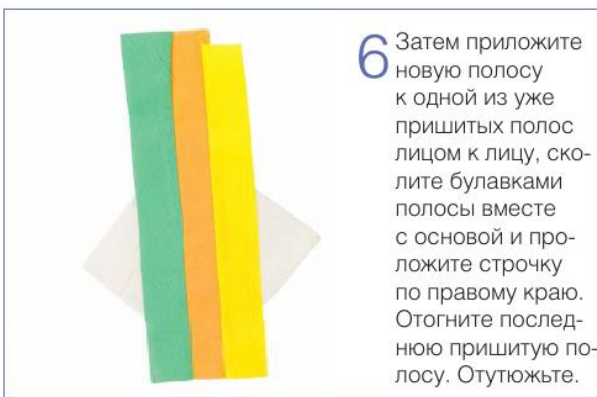 6 Затем приложите
новую полосу
к одной из уже
пришитых полос
лицом к лицу, ско-
лите булавками
полосы вместе
с основой и про-
ложите строчку
по правому краю.
Отогните послед-
нюю пришитую по-
лосу. Отутюжьте.